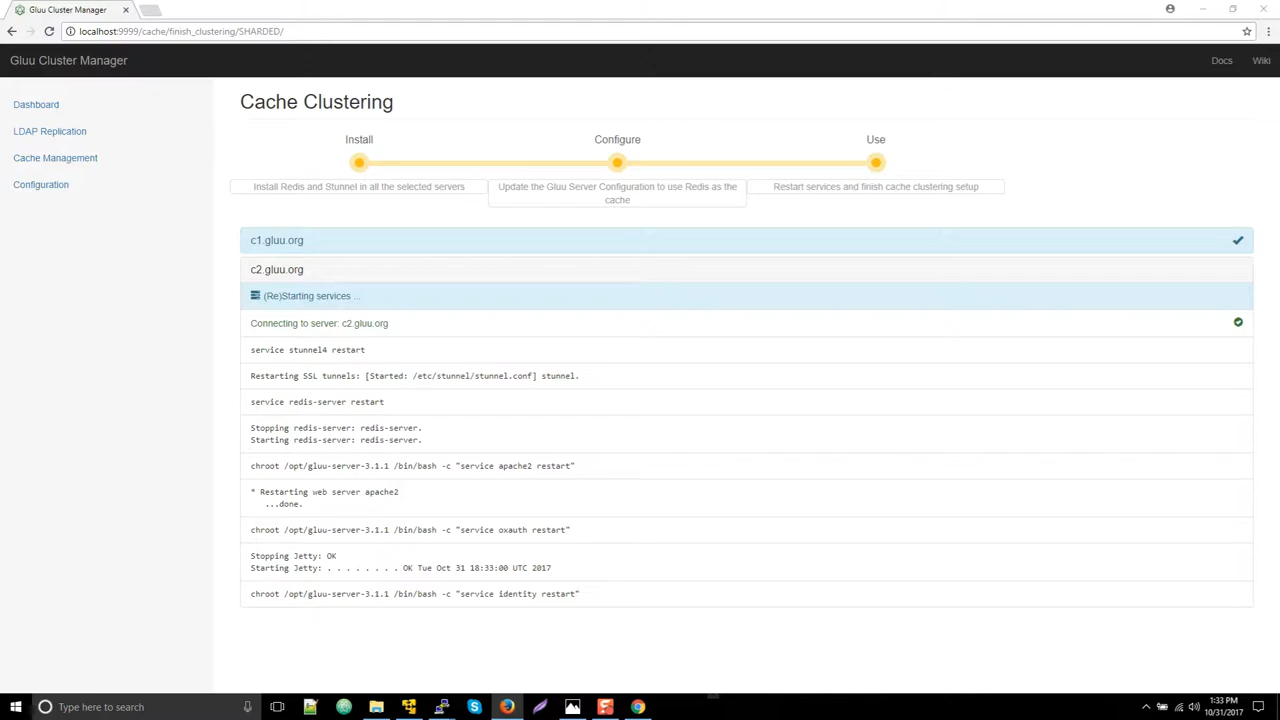 Gluu Cluster Manager
localhost:9999/cache/finish_clustering/SHARDED/
Gluu Cluster Manager
Docs
Wiki
Dashboard
LDAP Replication
Cache Management
Configuration
Cache Clustering
Install
Configure
Use
Install Redis and Stunnel in all the selected servers
Update the Gluu Server Configuration to use Redis as the
cache
Restart services and finish cache clustering setup
c1.gluu.org
c2.gluu.org
(Re)Starting services ...
Connecting to server: c2.gluu.org
service stunnel4 restart
Restarting SSL tunnels: [Started: /etc/stunnel/stunnel.conf] stunnel.
service redis-server restart
Stopping redis-server: redis-server.
Starting redis-server: redis-server.
chroot /opt/gluu-server-3.1.1 /bin/bash -c "service apache2 restart"
* Restarting web server apache2
...done.
chroot /opt/gluu-server-3.1.1 /bin/bash -c "service oxauth restart"
Stopping Jetty: OK
Starting Jetty: . . . . . . . . OK Tue Oct 31 18:33:00 UTC 2017
chroot /opt/gluu-server-3.1.1 /bin/bash -c "service identity restart"
Type here to search
1:33 PM
10/31/2017